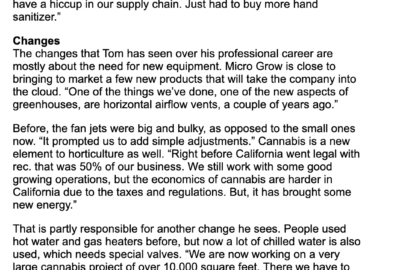 have a hiccup in our supply chain. Just had to buy more hand
sanitizer.”
Changes
The changes that Tom has seen over his professional career are
mostly about the need for new equipment. Micro Grow is close to
bringing to market a few new products that will take the company into
the cloud. “One of the things we’ve done, one of the new aspects of
greenhouses, are horizontal airflow vents, a couple of years ago.”
Before, the fan jets were big and bulky, as opposed to the small ones
now. “It prompted us to add simple adjustments.” Cannabis is a new
element to horticulture as well. “Right before California went legal with
rec. that was 50% of our business. We still work with some good
growing operations, but the economics of cannabis are harder in
California due to the taxes and regulations. But, it has brought some
new energy.”
That is partly responsible for another change he sees. People used
hot water and gas heaters before, but now a lot of chilled water is also
used, which needs special valves. “We are now working on a very
large cannabis project of over 10,000 square feet. There we have to